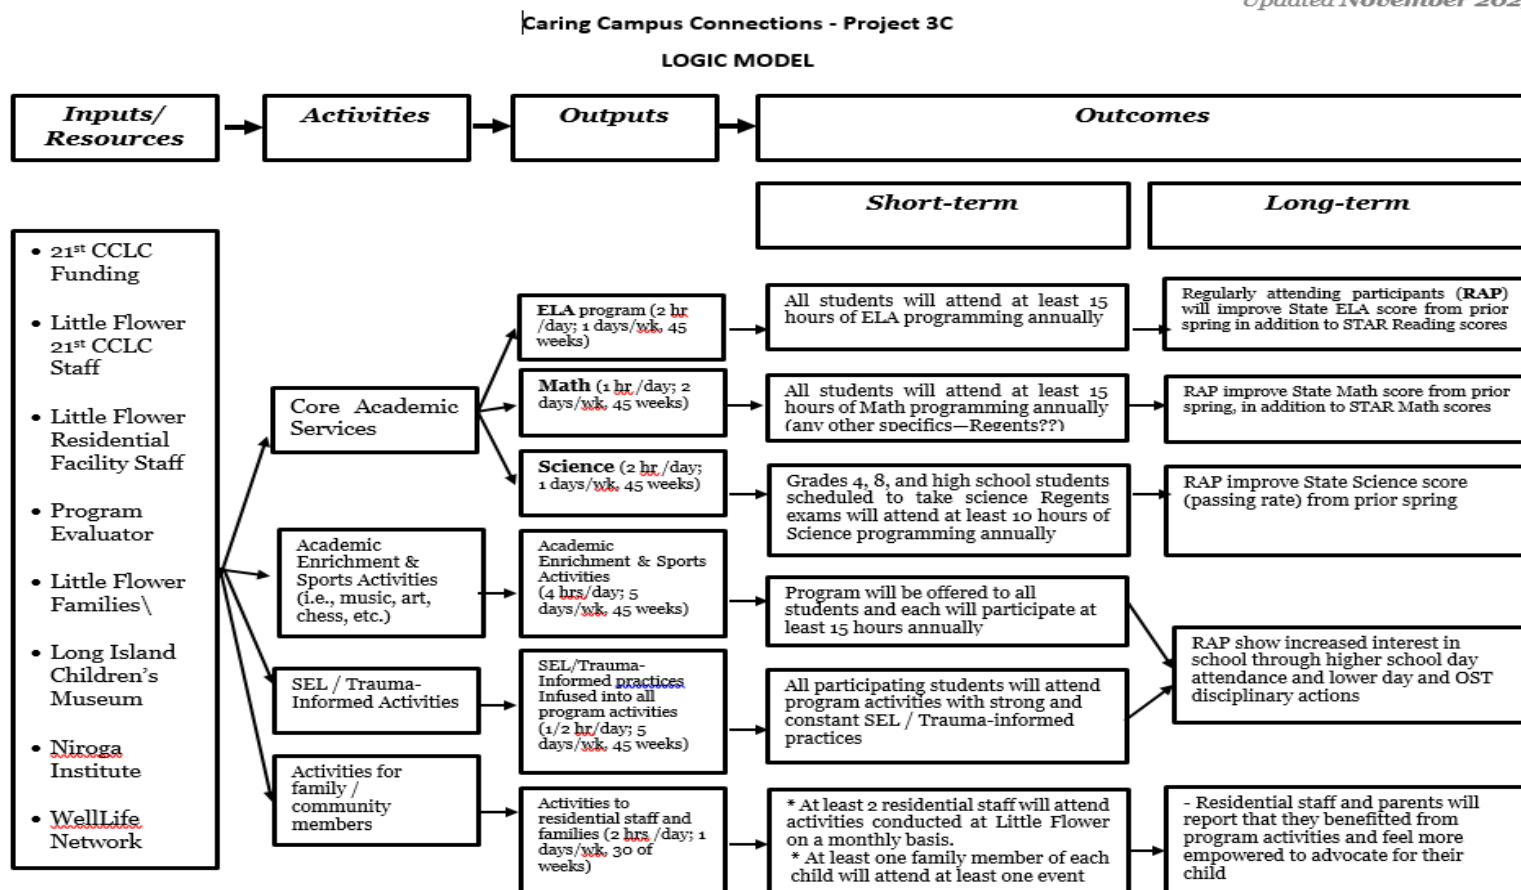 Updated November 202
Caring Campus Connections - Project 3C
LOGIC MODEL
Inputs/
Resources
Activities
Outputs
Outcomes
Short-term
Long-term
• 21st CCLC
Funding
• Little Flower
21st CCLC
Staff
• Little Flower
Residential
Facility Staff
• Program
Evaluator
• Little Flower
Families\
• Long Island
Children's
Museum
• Niroga
Institute
• WellLife
Network
Core Academic
Services
ELA program (2 hr
/day; 1 days/wk, 45
weeks)
All students will attend at least 15
hours of ELA programming annually
Regularly attending participants (RAP)
will improve State ELA score from prior
spring in addition to STAR Reading scores
Math (1 hr /day; 2
days/wk, 45 weeks)
All students will attend at least 15
hours of Math programming annually
(any other specifics—Regents??)
RAP improve State Math score from prior
spring, in addition to STAR Math scores
Science (2 hr /day;
1 days/wk, 45 weeks)
Grades 4, 8, and high school students
scheduled to take science Regents
exams will attend at least 10 hours of
Science programming annually
RAP improve State Science score
(passing rate) from prior spring
Academic
Enrichment &
Sports Activities
(i.e., music, art,
chess, etc.)
Academic
Enrichment & Sports
Activities
(4 hrs/day; 5
days/wk, 45 weeks)
Program will be offered to all
students and each will participate at
least 15 hours annually
SEL / Trauma-
Informed Activities
SEL/Trauma-
Informed practices
Infused into all
program activities
(1/2 hr/day; 5
days/wk, 45 weeks)
All participating students will attend
program activities with strong and
constant SEL / Trauma-informed
practices
RAP show increased interest in
school through higher school day
attendance and lower day and OST
disciplinary actions
Activities for
family /
community
members
Activities to
residential staff and
families (2 hrs /day; 1
days/wk, 30 of
weeks)
* At least 2 residential staff will attend
activities conducted at Little Flower
on a monthly basis.
* At least one family member of each
child will attend at least one event
- Residential staff and parents will
report that they benefitted from
program activities and feel more
empowered to advocate for their
child